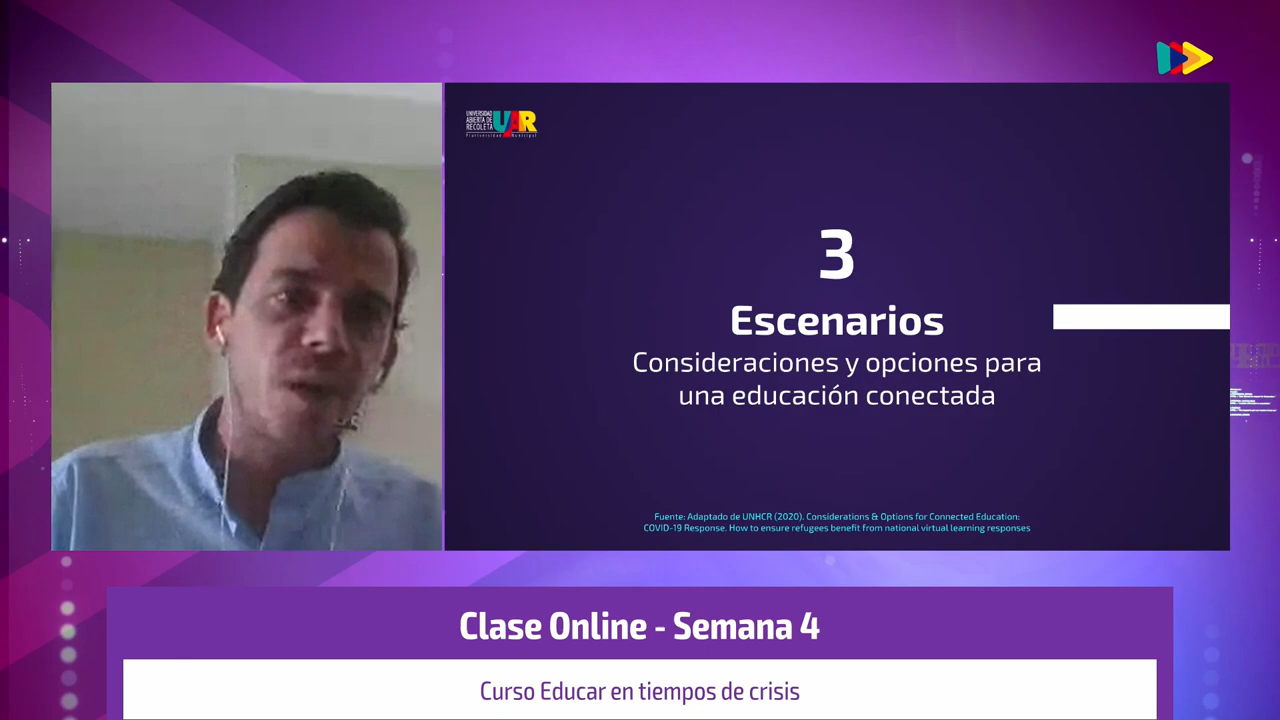 UNIVERSIDAD
ABIERTA DE
RECOLETA
UAR
3
Escenarios
Consideraciones y opciones para
una educación conectada
Fuente: Adaptado de UNHCR (2020). Considerations & Options for Connected Education:
COVID-19 Response. How to ensure refugees benefit from national virtual learning responses
Clase Online - Semana 4
Curso Educar en tiempos de crisis